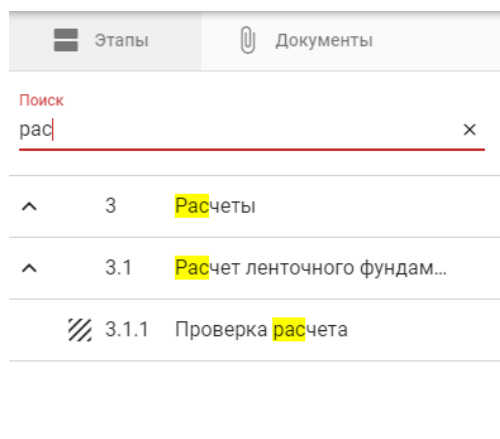 Этапы Документы
Поиск
рас
3 Расчеты
3.1 Расчет ленточного фундам...
3.1.1 Проверка расчета